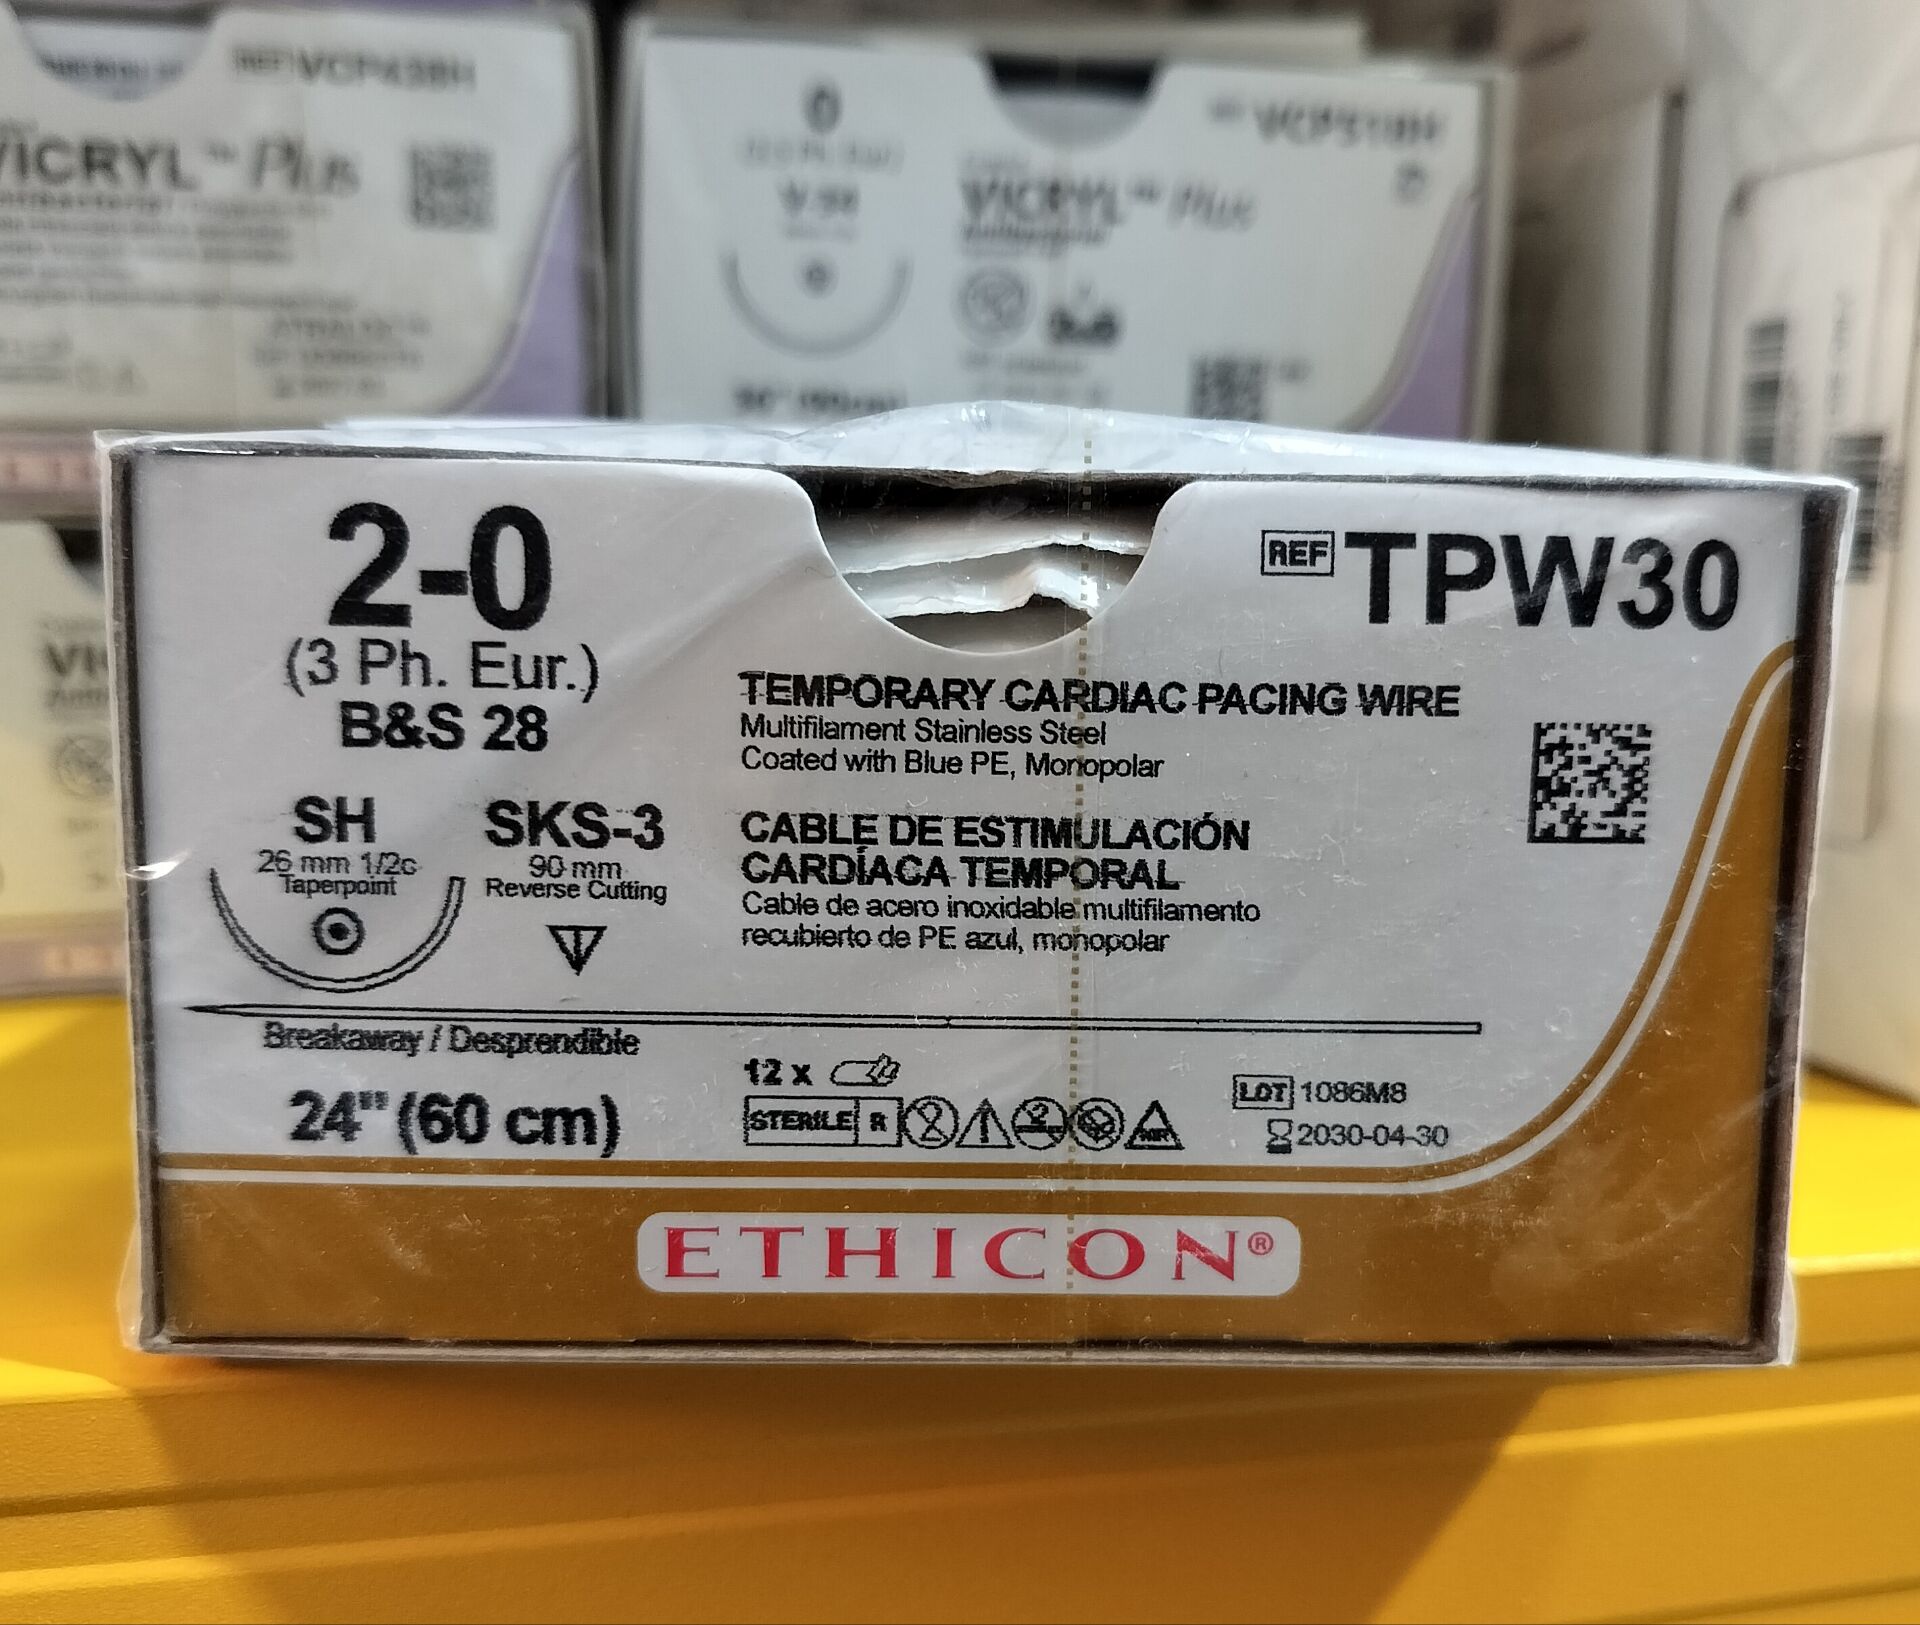 VICRYL™ Plus
VICRYL™ Plus
2-0
(3 Ph. Eur.)
B&S 28
SH
26 mm 1/2c
Taperpoint
SKS-3
90 mm
Reverse Cutting
Breakaway / Desprendible
24" (60 cm)
REF TPW30
TEMPORARY CARDIAC PACING WIRE
Multifilament Stainless Steel
Coated with Blue PE, Monopolar
CABLE DE ESTIMULACIÓN
CARDÍACA TEMPORAL
Cable de acero inoxidable multifilamento
recubierto de PE azul, monopolar
12 x
STERILE R
LOT 1086M8
2030-04-30
ETHICON®